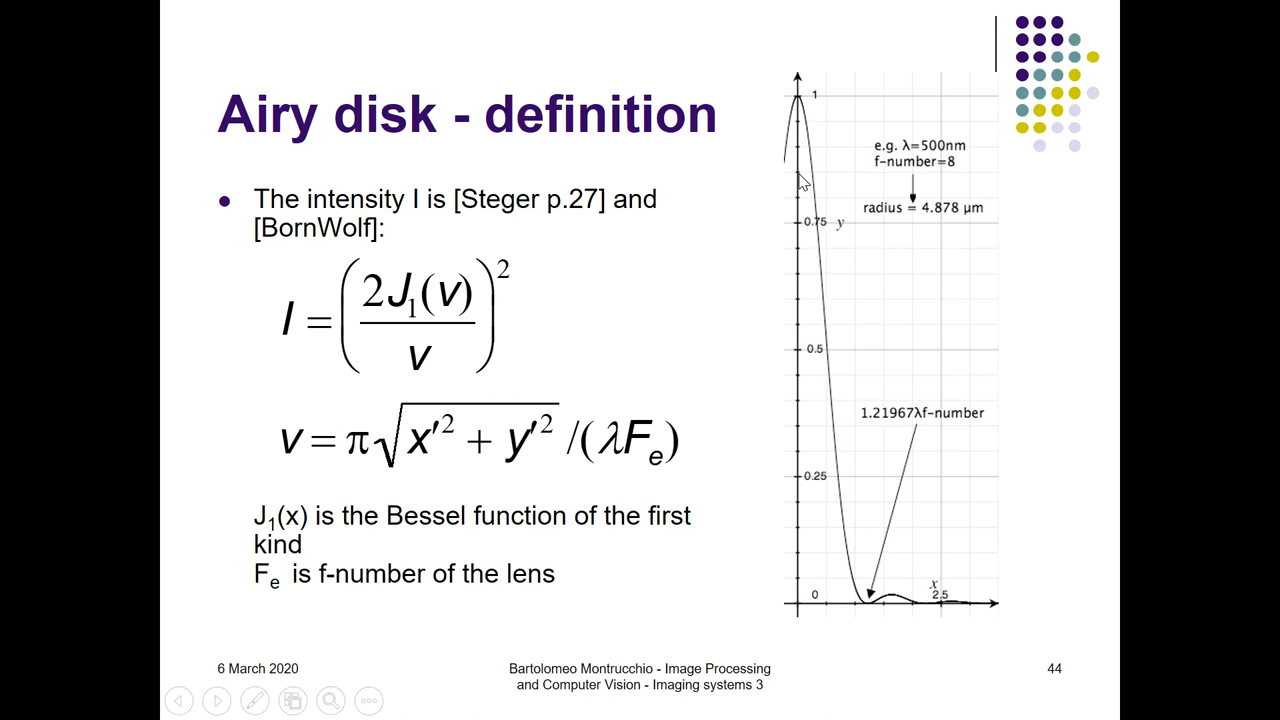 Airy disk - definition
● The intensity I is [Steger p.27] and
[BornWolf]:
I = (2J₁(v) / v)²
v = π√(x′² + y′²) /(λFₑ)
J₁(x) is the Bessel function of the first
kind
Fₑ is f-number of the lens
1
e.g. λ=500nm
f-number=8
radius = 4.878 μm
0.75 y
0.5
1.21967λf-number
0.25
x
0 2.5
6 March 2020
Bartolomeo Montrucchio - Image Processing
and Computer Vision - Imaging systems 3
44